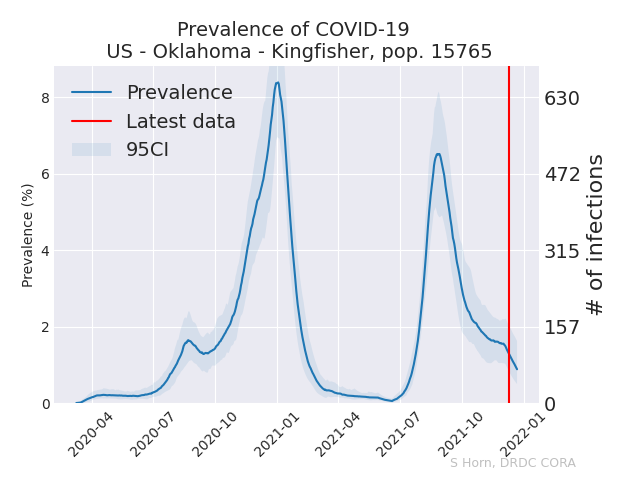 Prevalence of COVID-19
US - Oklahoma - Kingfisher, pop. 15765
Prevalence
Latest data
95CI
Prevalence (%)
8
6
4
2
0
630
472
315
157
0
# of infections
2020-04
2020-07
2020-10
2021-01
2021-04
2021-07
2021-10
2022-01
S Horn, DRDC CORA